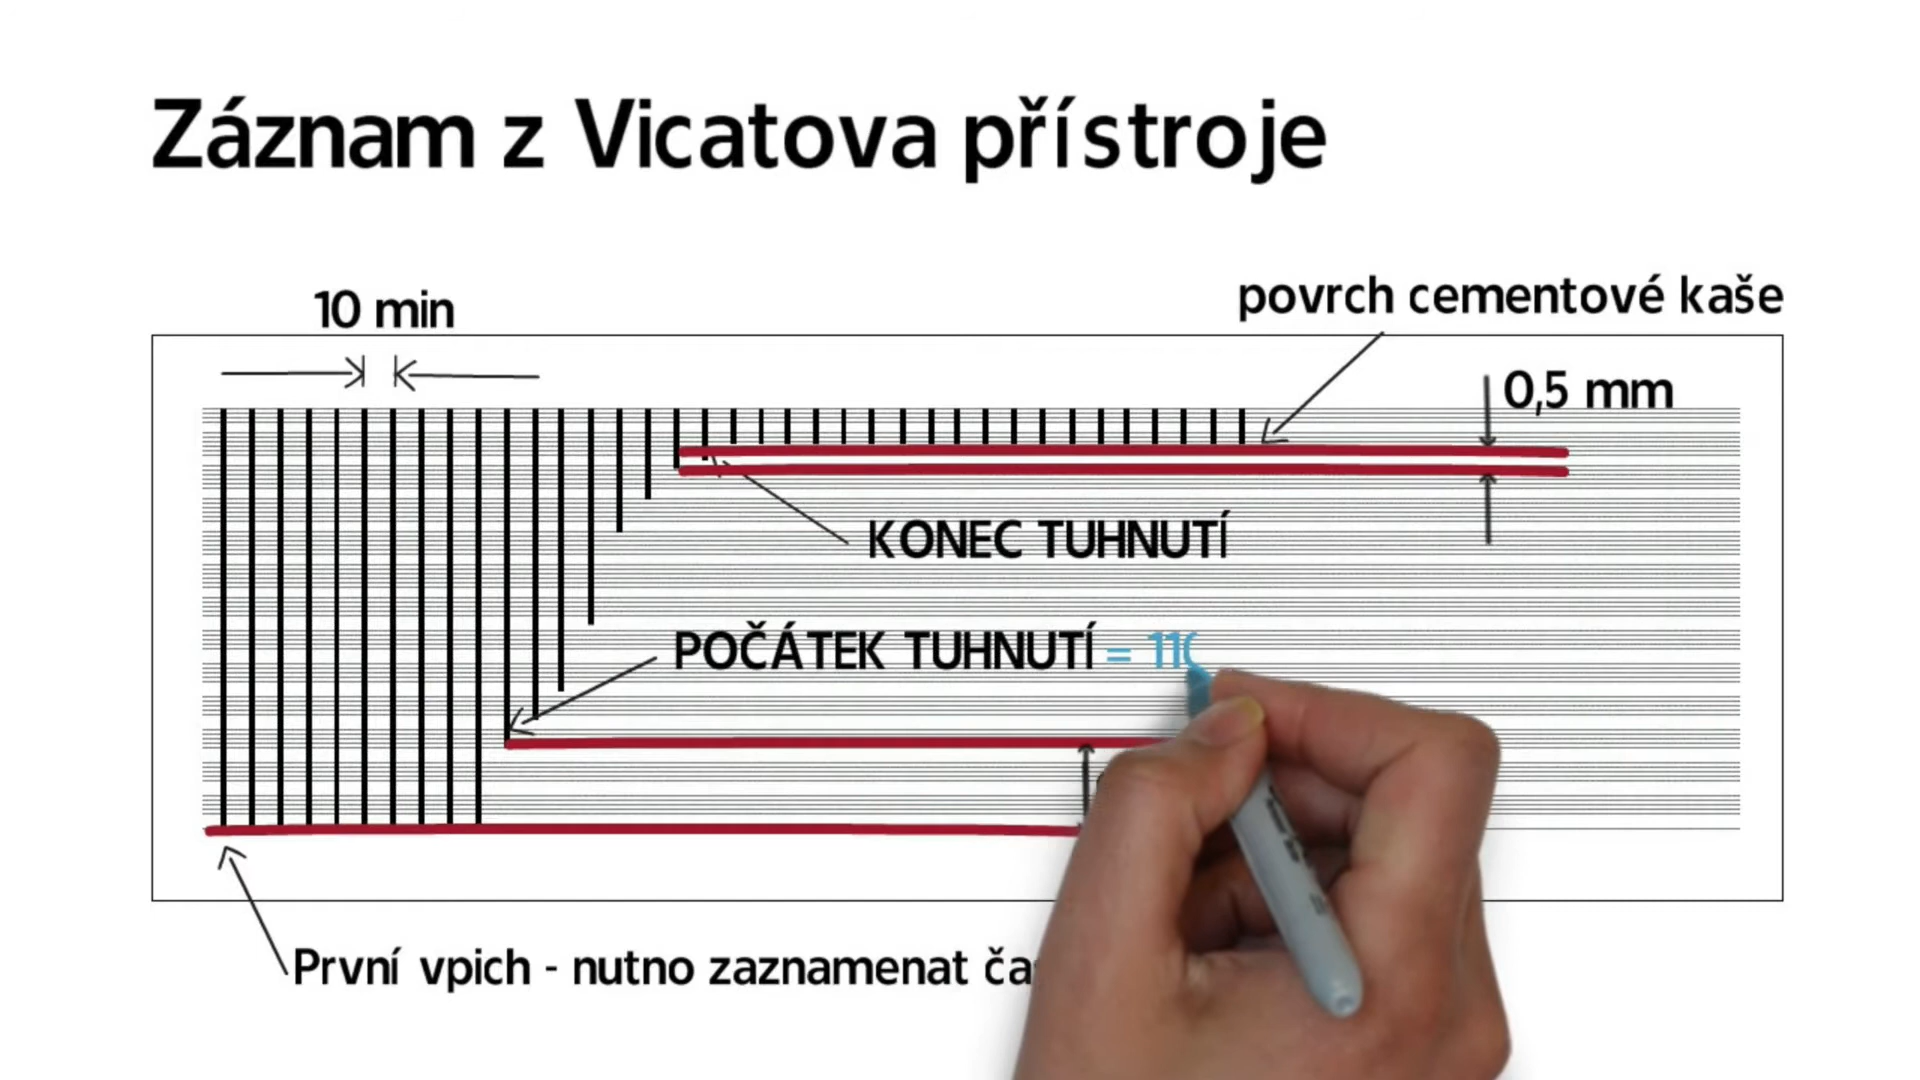 Záznam z Vicatova přístroje
10 min
povrch cementové kaše
0,5 mm
KONEC TUHNUTÍ
POČÁTEK TUHNUTÍ = 110
První vpich - nutno zaznamenat